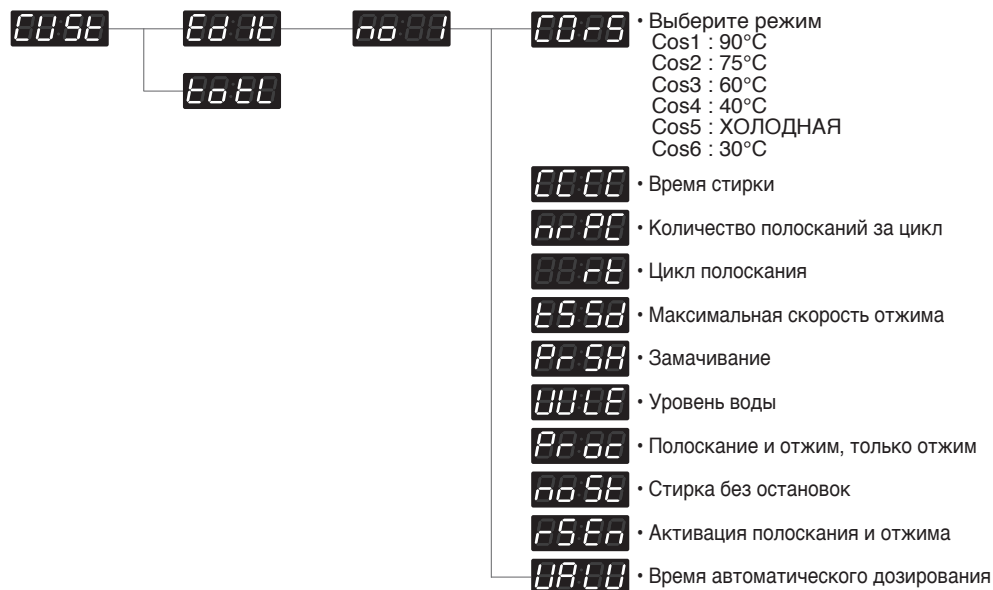 CUSt Ed It no 1 COrS • Выберите режим
Cos1 : 90°C
Cos2 : 75°C
Cos3 : 60°C
Cos4 : 40°C
Cos5 : ХОЛОДНАЯ
Cos6 : 30°C
totL
CCCC • Время стирки
nrPC • Количество полосканий за цикл
rt • Цикл полоскания
tSSd • Максимальная скорость отжима
PrSH • Замачивание
UULE • Уровень воды
Proc • Полоскание и отжим, только отжим
noSt • Стирка без остановок
rSEn • Активация полоскания и отжима
UALU • Время автоматического дозирования